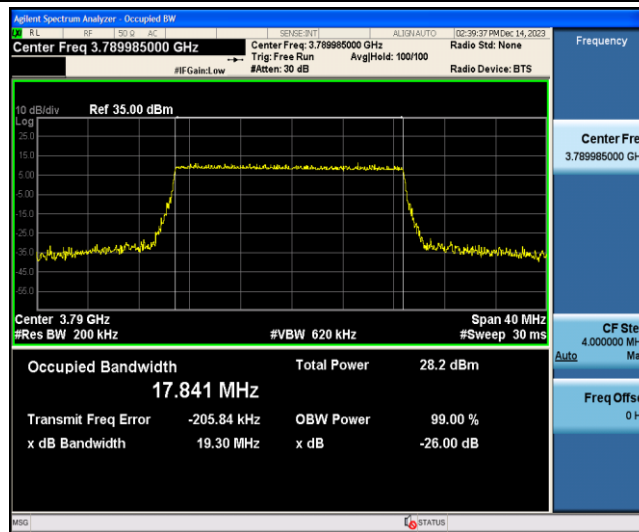 Agilent Spectrum Analyzer - Occupied BW
RL RF 50 Ω AC SENSE:INT ALIGNAUTO 02:39:37 PM Dec 14, 2023
Center Freq 3.789985000 GHz
Center Freq: 3.789985000 GHz
Radio Std: None
Trig: Free Run Avg|Hold: 100/100
#IFGain:Low #Atten: 30 dB Radio Device: BTS
Frequency
10 dB/div Ref 35.00 dBm
Log
25.0
15.0
5.00
-5.00
-15.0
-25.0
-35.0
-45.0
-55.0
Center 3.79 GHz Span 40 MHz
#Res BW 200 kHz #VBW 620 kHz #Sweep 30 ms
Occupied Bandwidth Total Power 28.2 dBm
17.841 MHz
Transmit Freq Error -205.84 kHz OBW Power 99.00 %
x dB Bandwidth 19.30 MHz x dB -26.00 dB
Center Fre
3.789985000 GH
CF Ste
4.000000 MH
Auto Ma
Freq Offs
0 H
MSG STATUS